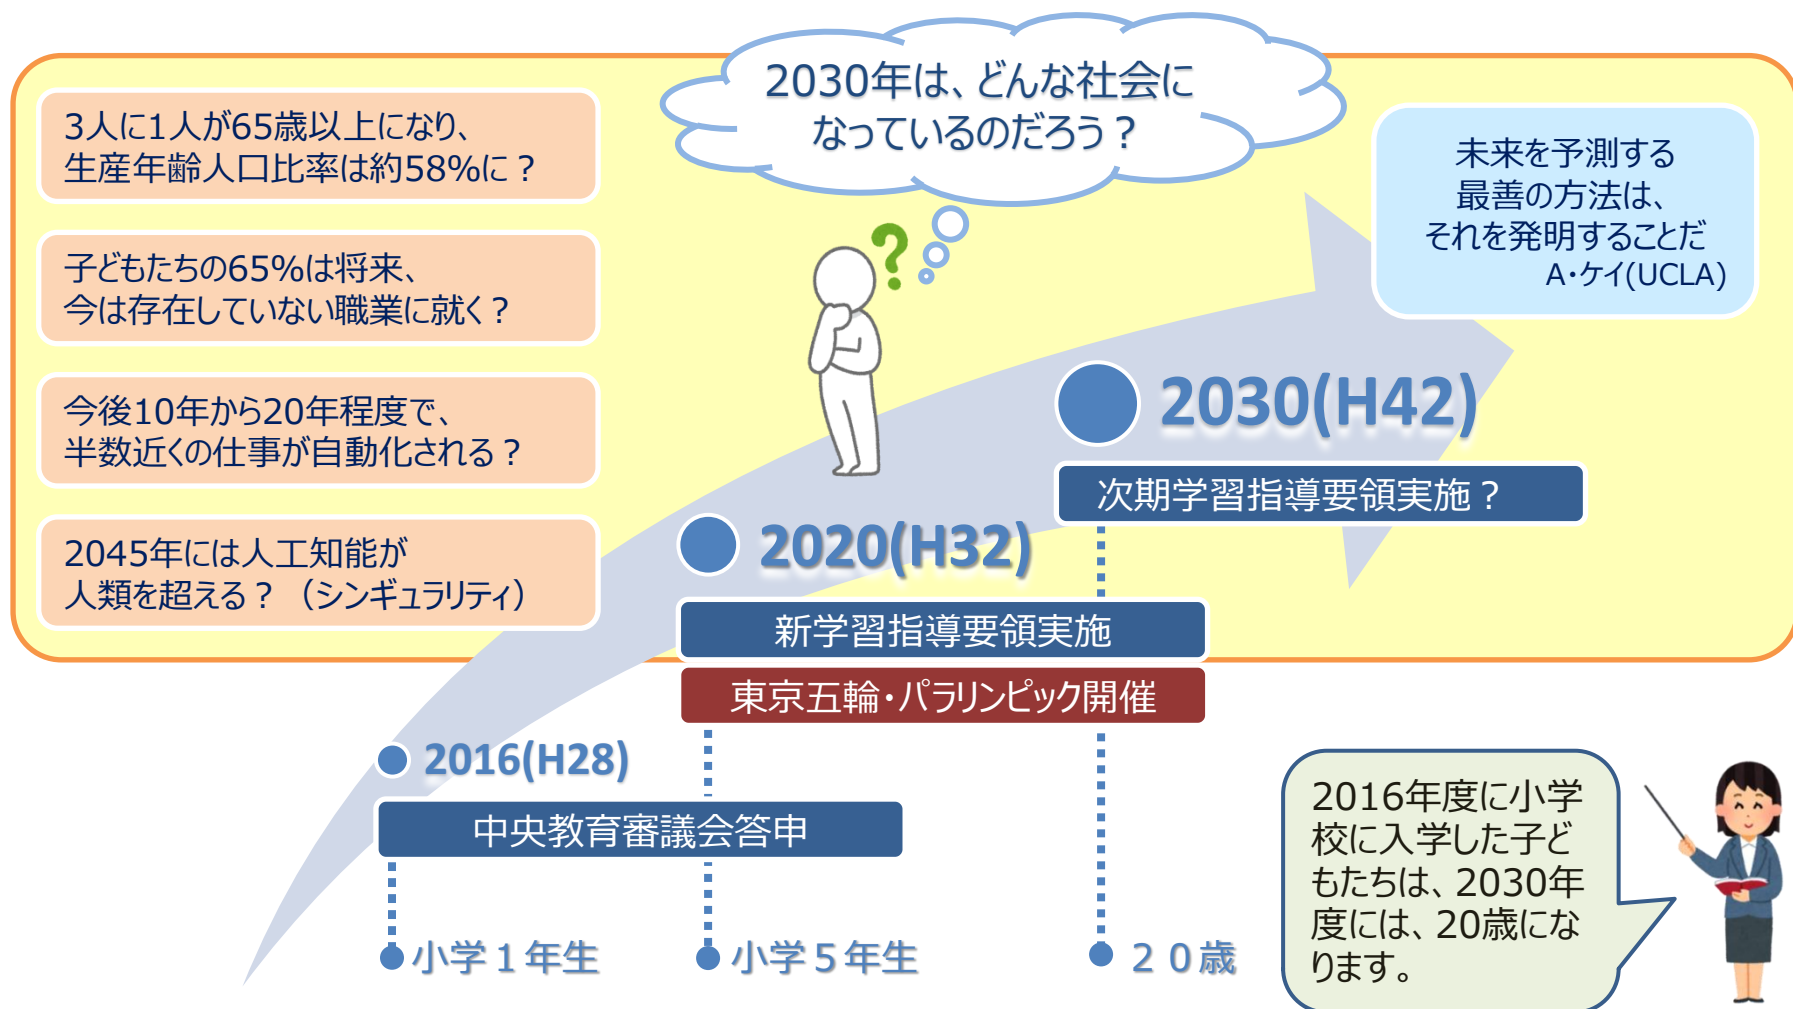 2030年は、どんな社会に
なっているのだろう？
3人に1人が65歳以上になり、
生産年齢人口比率は約58%に？
子どもたちの65%は将来、
今は存在していない職業に就く？
今後10年から20年程度で、
半数近くの仕事が自動化される？
2045年には人工知能が
人類を超える？（シンギュラリティ）
未来を予測する
最善の方法は、
それを発明することだ
A・ケイ(UCLA)
?
2030(H42)
次期学習指導要領実施？
2020(H32)
新学習指導要領実施
東京五輪・パラリンピック開催
2016(H28)
中央教育審議会答申
小学１年生
小学５年生
２０歳
2016年度に小学
校に入学した子ど
もたちは、2030年
度には、20歳にな
ります。